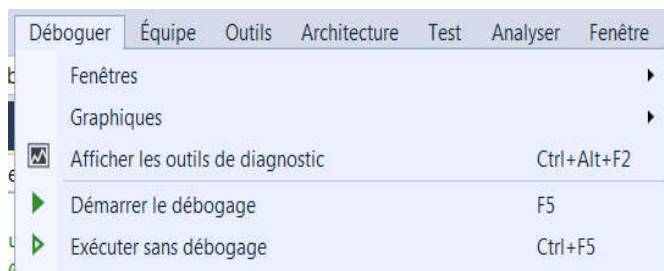 Déboguer Équipe Outils Architecture Test Analyser Fenêtre
Fenêtres
Graphiques
Afficher les outils de diagnostic Ctrl+Alt+F2
Démarrer le débogage F5
Exécuter sans débogage Ctrl+F5